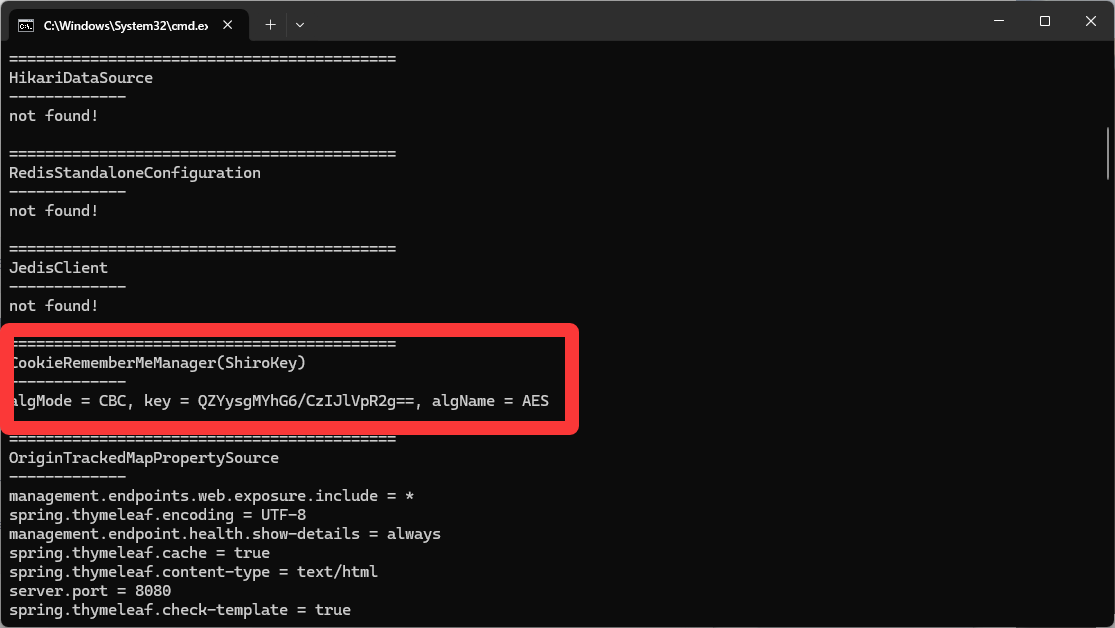 C:\Windows\System32\cmd.ex
===========================================
HikariDataSource
-------------
not found!
===========================================
RedisStandaloneConfiguration
-------------
not found!
===========================================
JedisClient
-------------
not found!
===========================================
CookieRememberMeManager(ShiroKey)
-------------
algMode = CBC, key = QZYysgMYhG6/CzIJlVpR2g==, algName = AES
===========================================
OriginTrackedMapPropertySource
-------------
management.endpoints.web.exposure.include = *
spring.thymeleaf.encoding = UTF-8
management.endpoint.health.show-details = always
spring.thymeleaf.cache = true
spring.thymeleaf.content-type = text/html
server.port = 8080
spring.thymeleaf.check-template = true